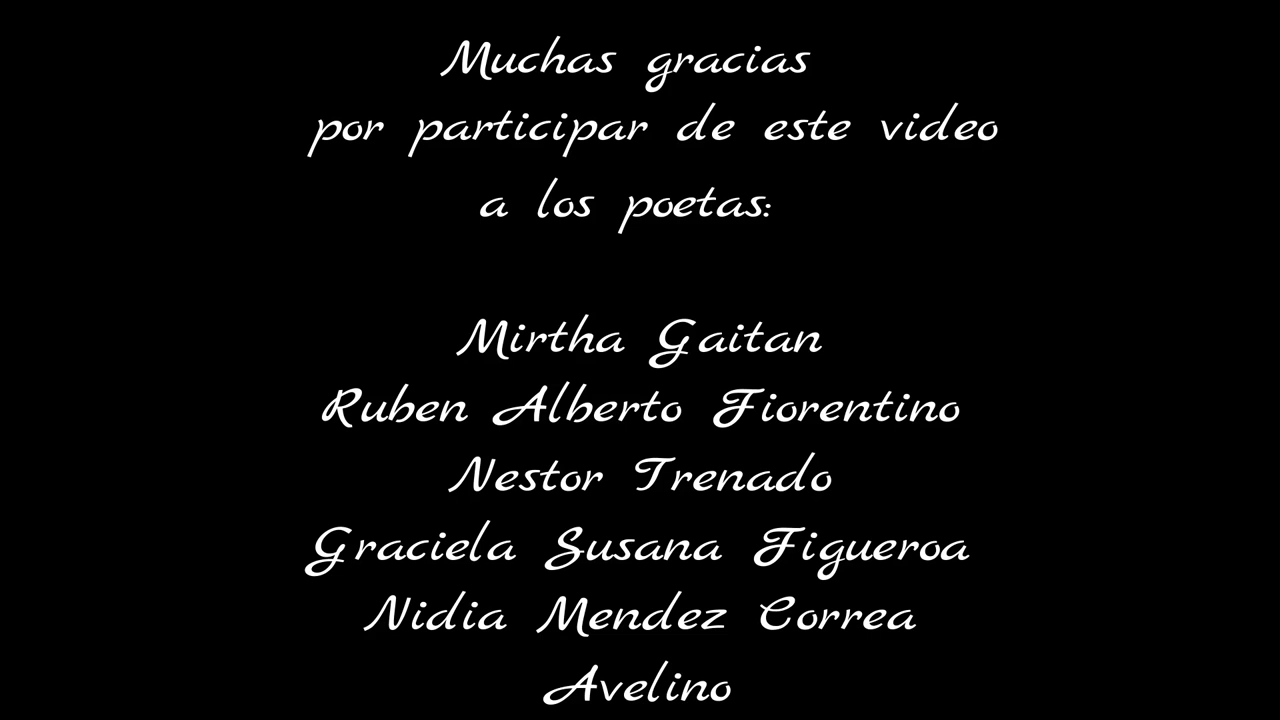 Muchas gracias
por participar de este video
a los poetas:
Mirtha Gaitan
Ruben Alberto Fiorentino
Nestor Trenado
Graciela Susana Figueroa
Nidia Mendez Correa
Avelino